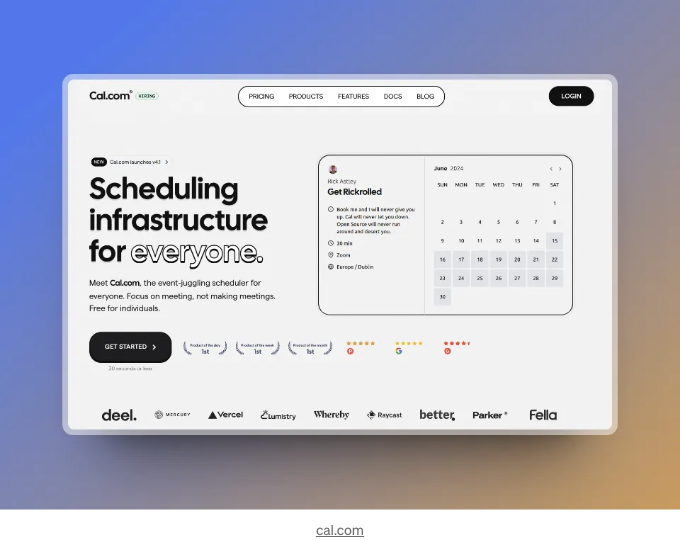 Cal.com® HIRING
PRICING PRODUCTS FEATURES DOCS BLOG
LOGIN
NEW Cal.com launches v4.1 >
Scheduling
infrastructure
for everyone.
Meet Cal.com, the event-juggling scheduler for
everyone. Focus on meeting, not making meetings.
Free for individuals.
Rick Astley
Get Rickrolled
Book me and I will never give you
up. Cal will never let you down.
Open Source will never run
around and desert you.
30 min
Zoom
Europe / Dublin
June 2024
SUN MON TUE WED THU FRI SAT
1
2 3 4 5 6 7 8
9 10 11 12 13 14 15
16 17 18 19 20 21 22
23 24 25 26 27 28 29
30
GET STARTED >
20 seconds or less
Product of the day
1st
Product of the week
1st
Product of the month
1st
P G G
deel. MERCURY Vercel Lumistry Whereby Raycast better. Parker® Fella
cal.com